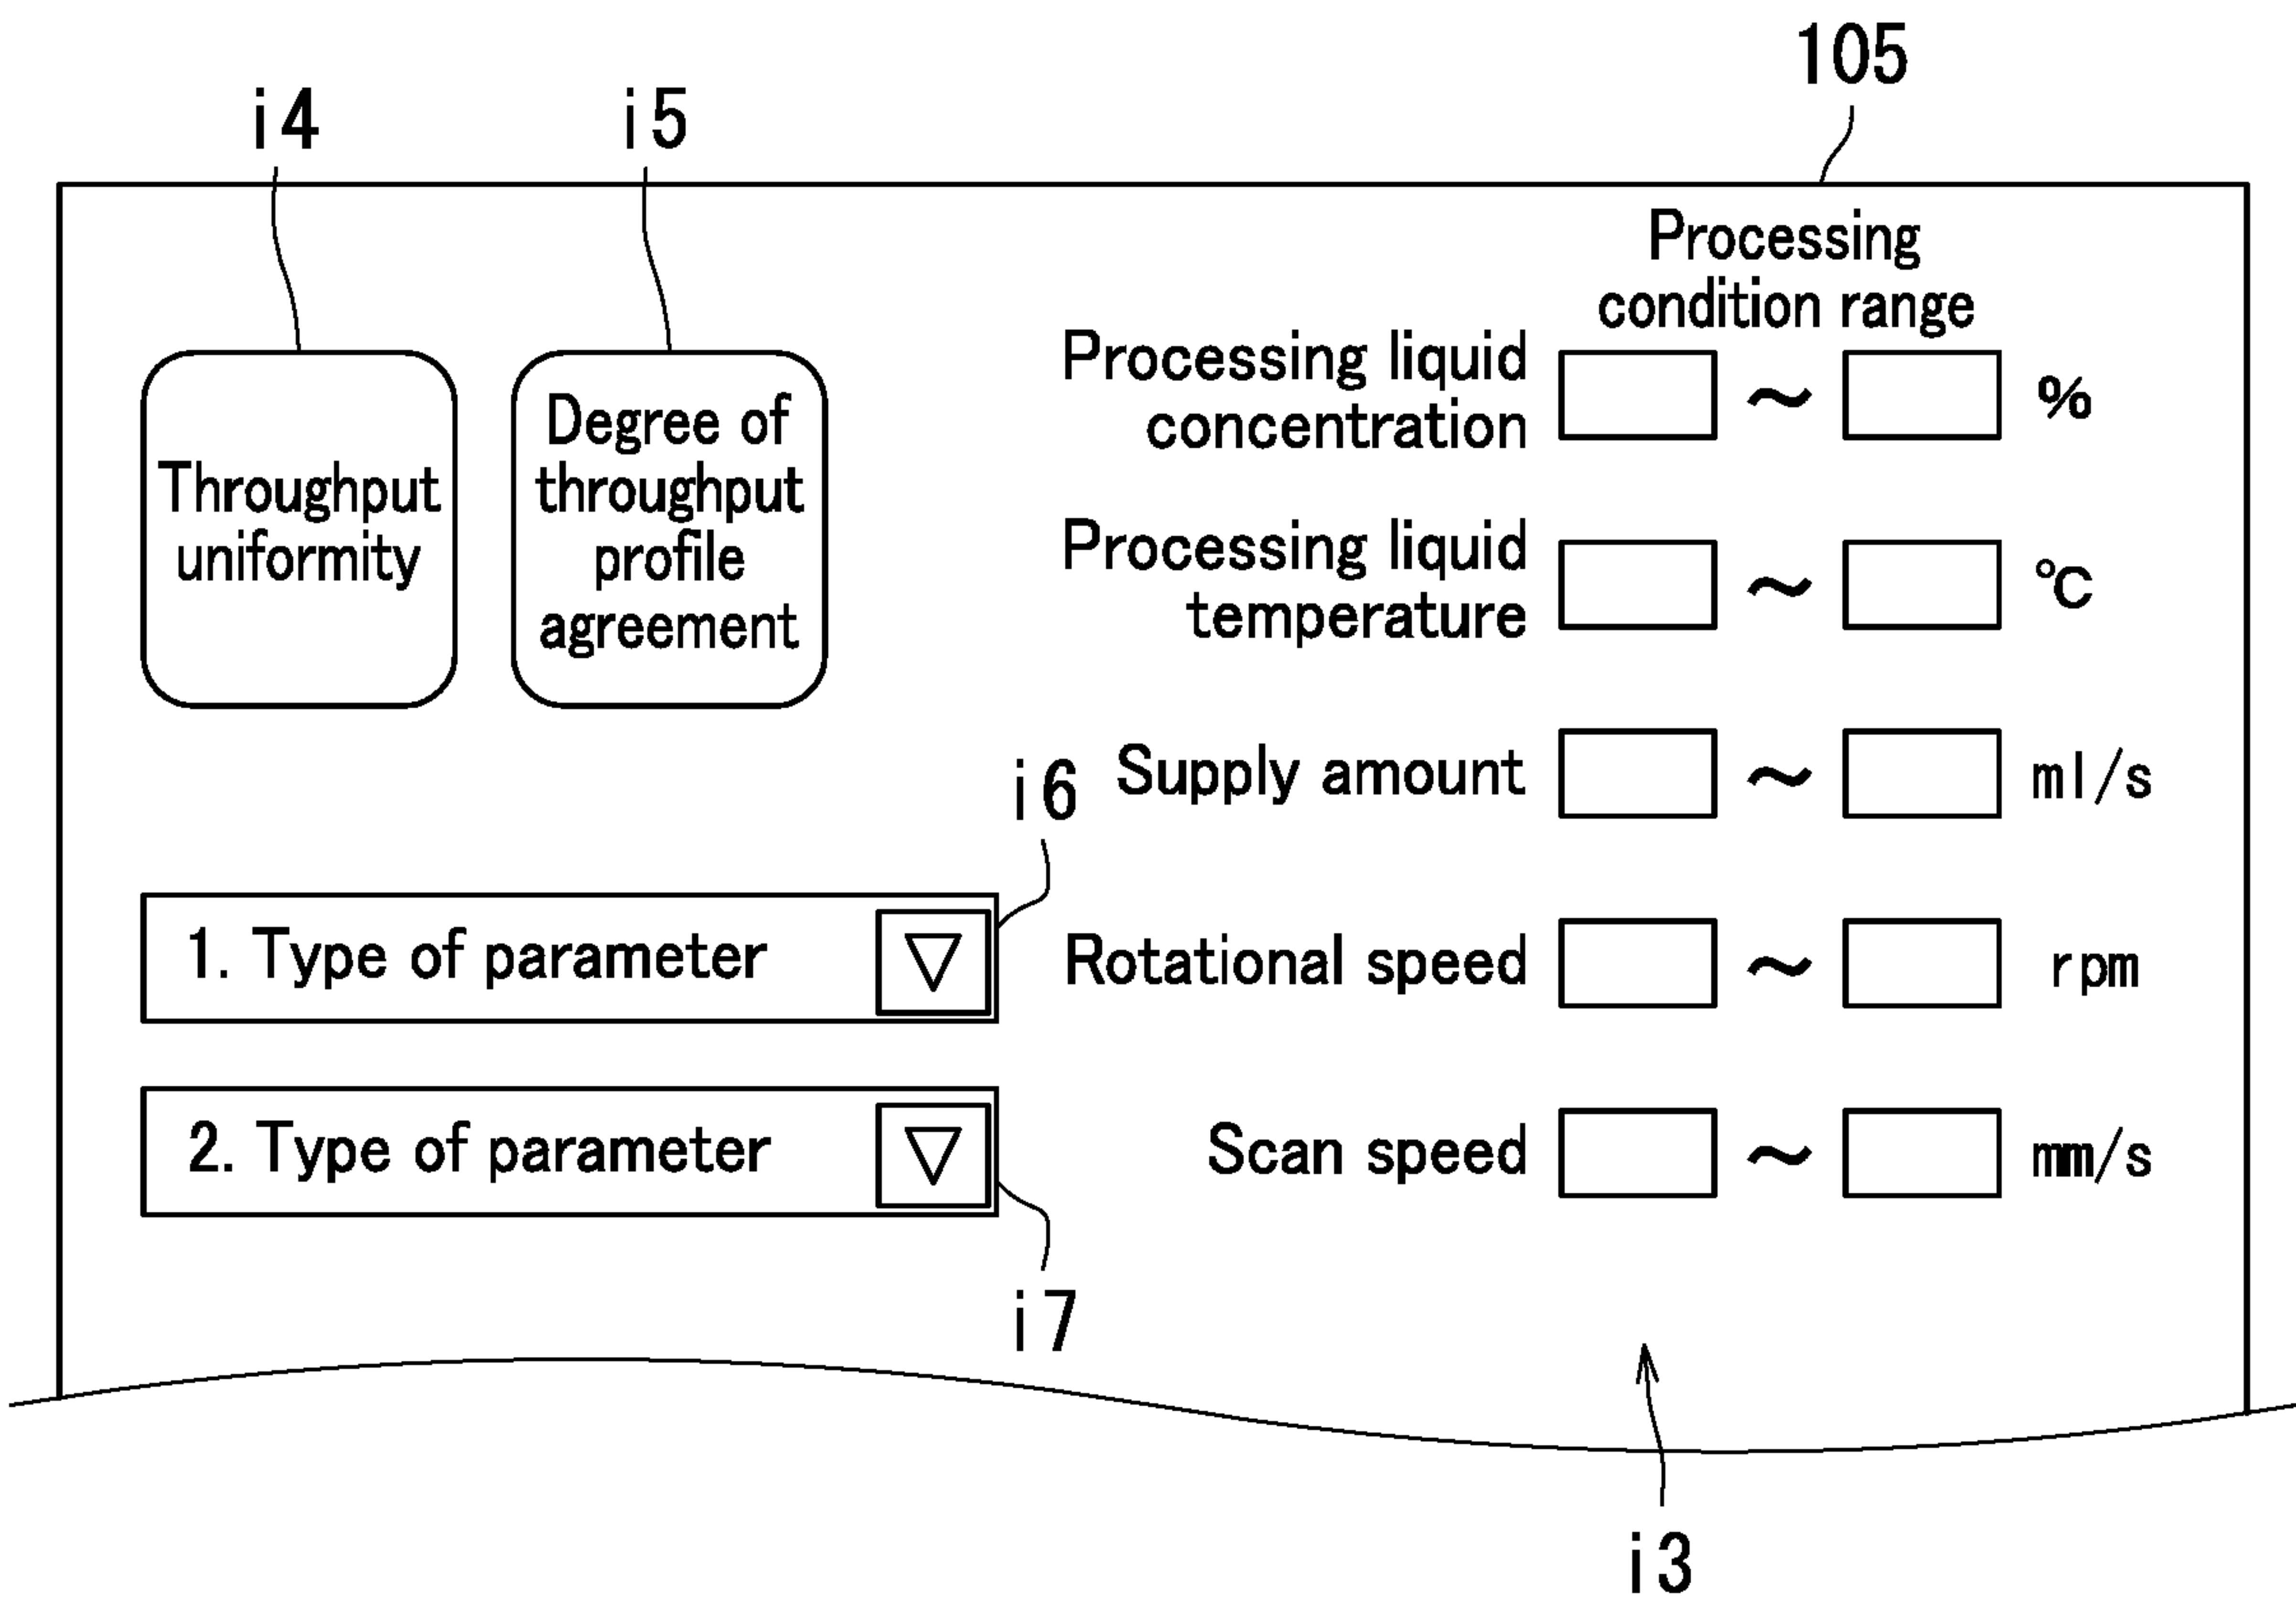 105
i4
i5
Processing
condition range
Throughput
uniformity
Degree of
throughput
profile
agreement
Processing liquid
concentration
~ %
Processing liquid
temperature
~ ℃
Supply amount
~ ml/s
i6
1. Type of parameter ▽
Rotational speed
~ rpm
2. Type of parameter ▽
Scan speed
~ mm/s
i7
i3